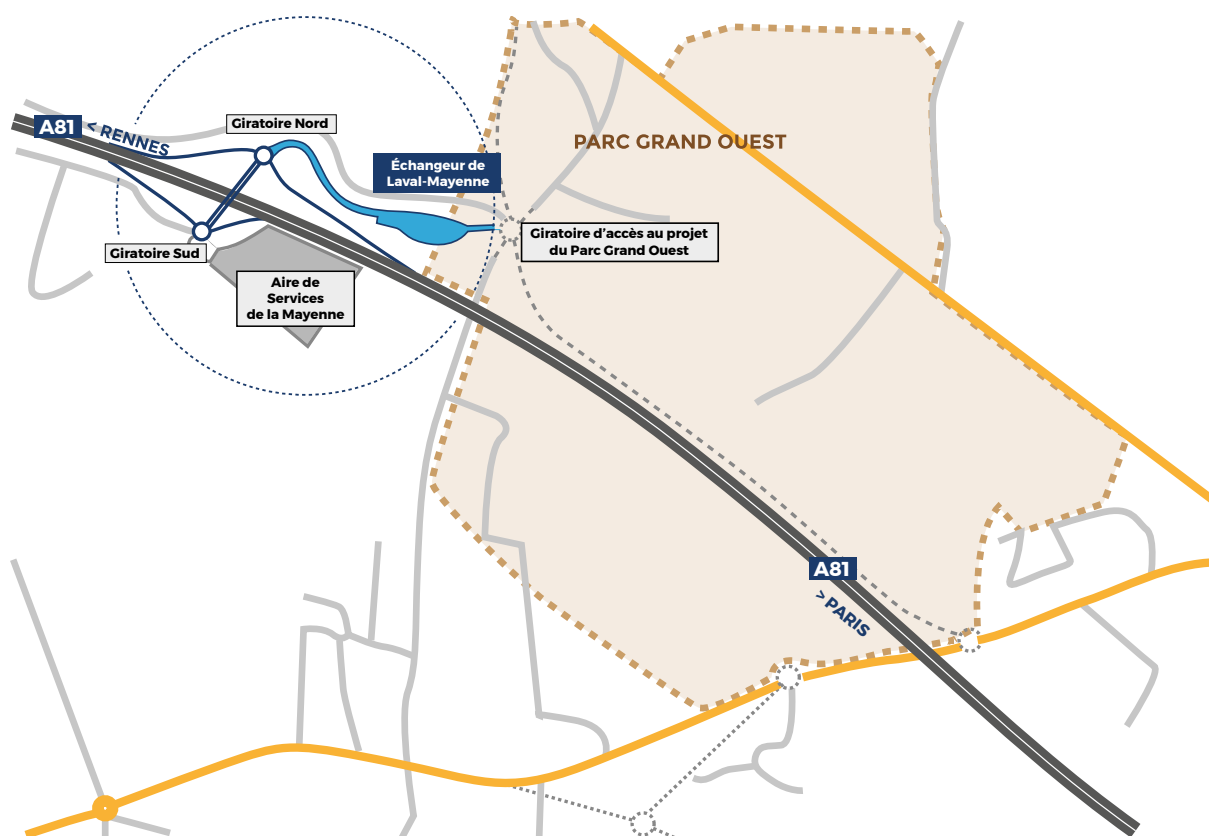 A81
< RENNES
Giratoire Nord
PARC GRAND OUEST
Échangeur de
Laval-Mayenne
Giratoire Sud
Giratoire d'accès au projet
du Parc Grand Ouest
Aire de
Services
de la Mayenne
A81
> PARIS